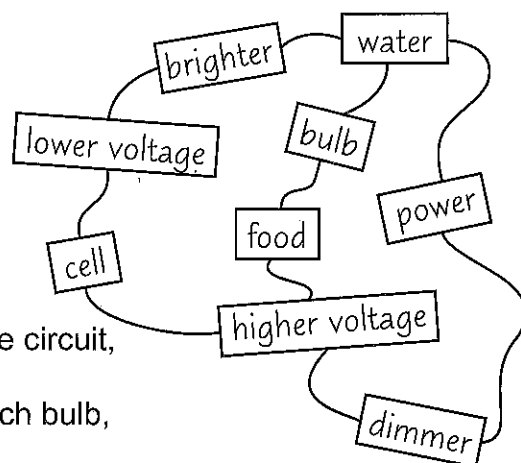 water
brighter
bulb
lower voltage
power
food
cell
higher voltage
e circuit,
ch bulb,
dimmer